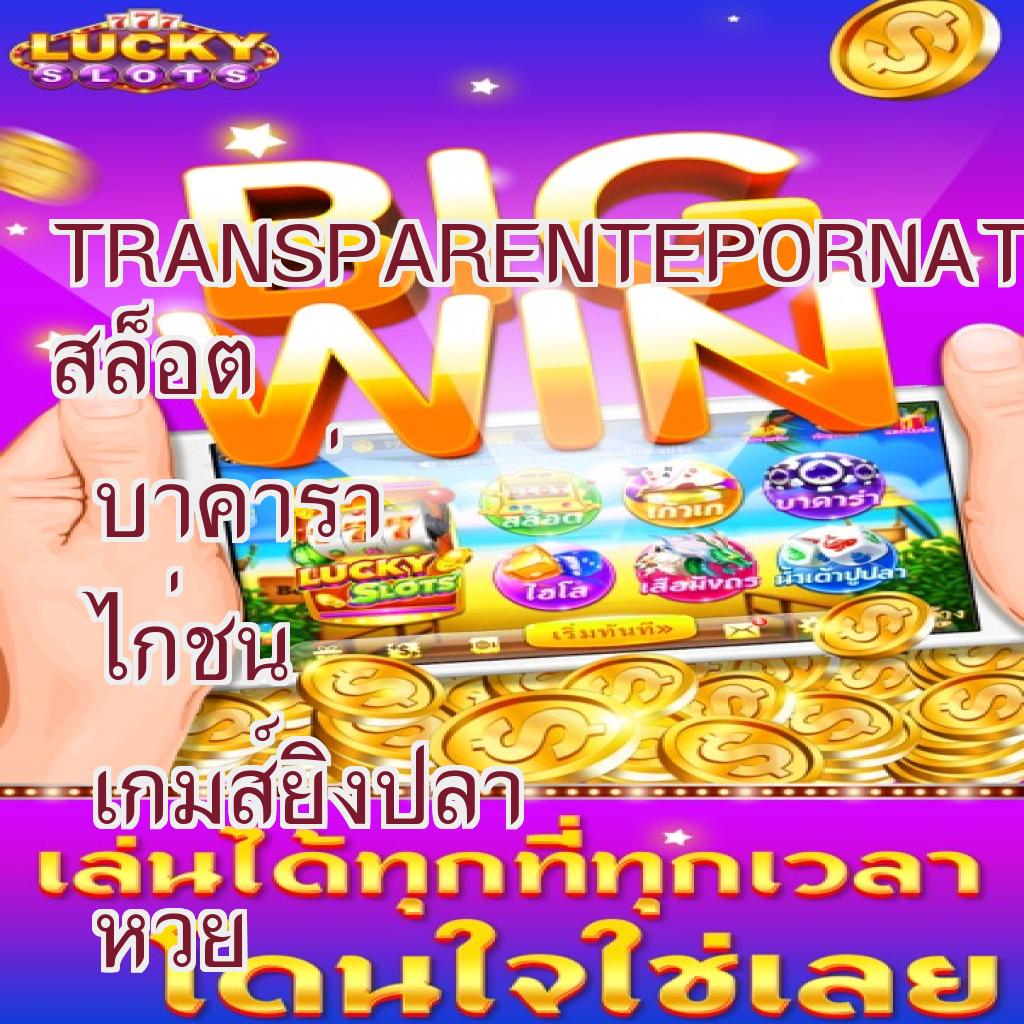 777
LUCKY
SLOTS
BIG
WIN
TRANSPARENTEPORNAT
สล็อต
บาคาร่า
ไก่ชน
เกมส์ยิงปลา
หวย
สล็อต
เก้าเก
บาคาร่า
777
LUCKY
SLOTS
ไฮโล
เสือมังกร
น้ำเต้าปูปลา
เริ่มทันที»
เล่นได้ทุกที่ทุกเวลา
โดนใจใช่เลย